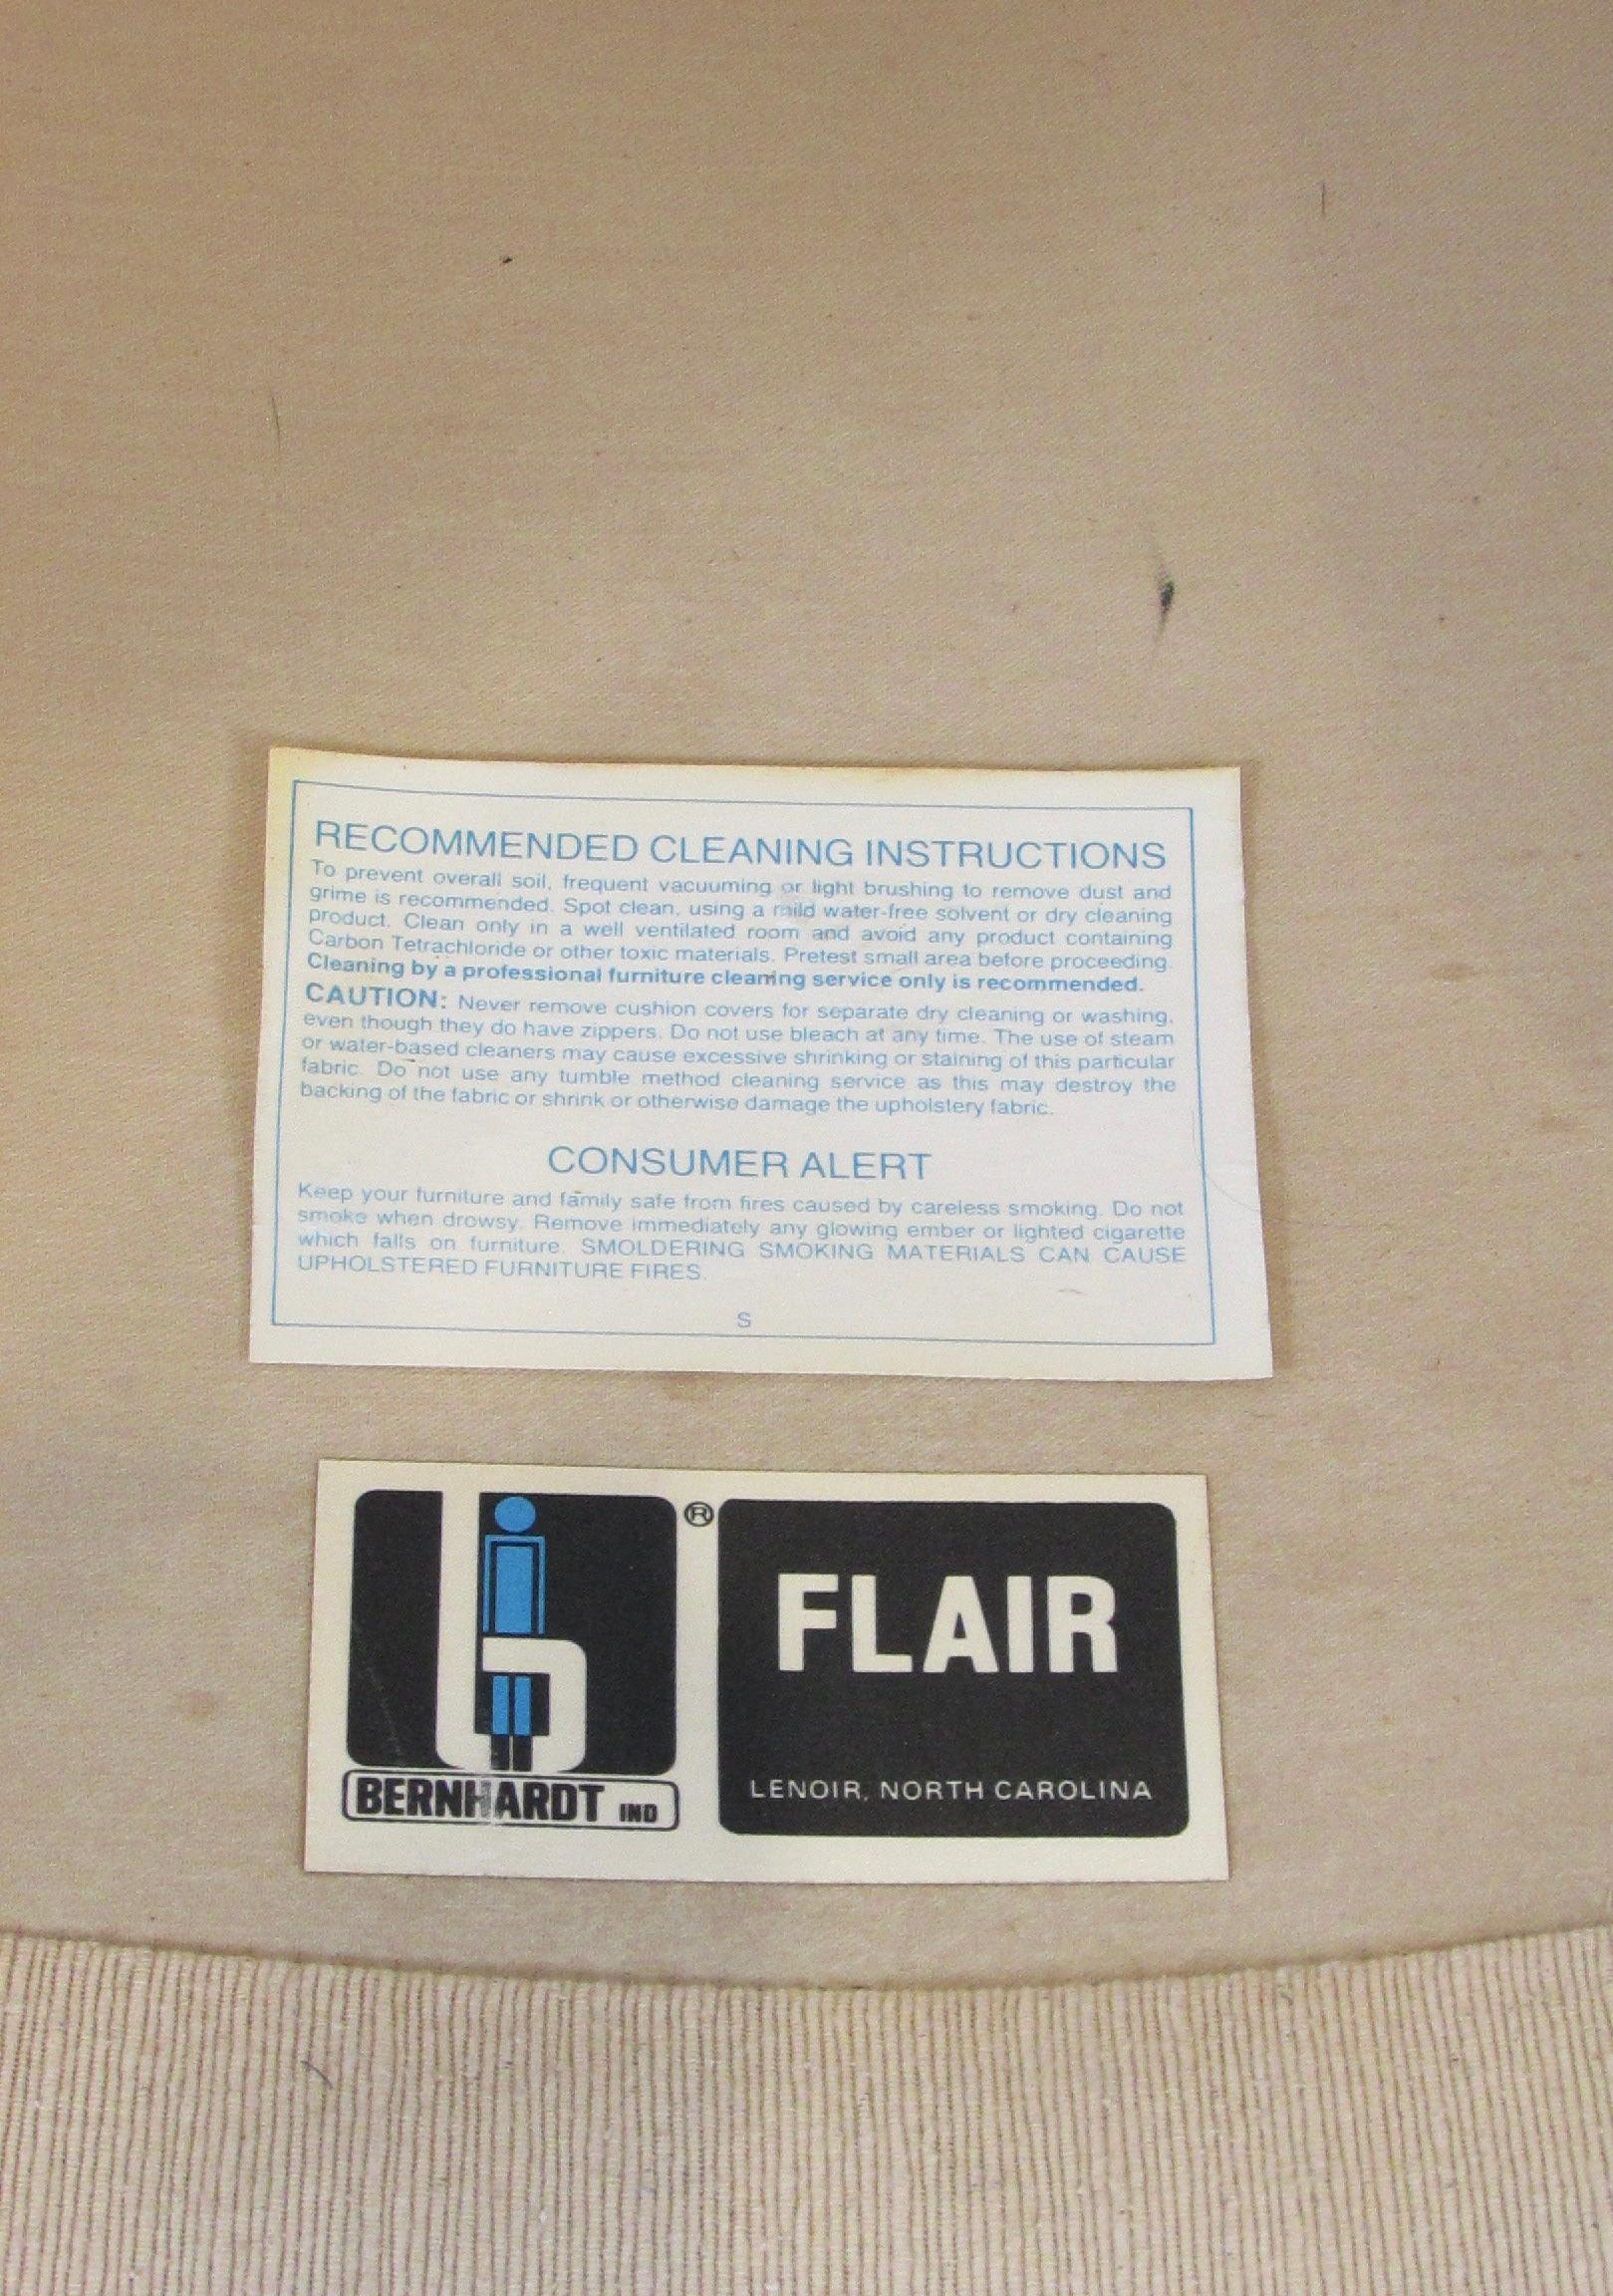 RECOMMENDED CLEANING INSTRUCTIONS
To prevent overall soil, frequent vacuuming or light brushing to remove dust and
grime is recommended. Spot clean, using a mild water-free solvent or dry cleaning
product. Clean only in a well ventilated room and avoid any product containing
Carbon Tetrachloride or other toxic materials. Pretest small area before proceeding.
Cleaning by a professional furniture cleaning service only is recommended.
CAUTION: Never remove cushion covers for separate dry cleaning or washing,
even though they do have zippers. Do not use bleach at any time. The use of steam
or water-based cleaners may cause excessive shrinking or staining of this particular
fabric. Do not use any tumble method cleaning service as this may destroy the
backing of the fabric or shrink or otherwise damage the upholstery fabric.
CONSUMER ALERT
Keep your furniture and family safe from fires caused by careless smoking. Do not
smoke when drowsy. Remove immediately any glowing ember or lighted cigarette
which falls on furniture. SMOLDERING SMOKING MATERIALS CAN CAUSE
UPHOLSTERED FURNITURE FIRES.
S
b ®
BERNHARDT IND
FLAIR
LENOIR, NORTH CAROLINA